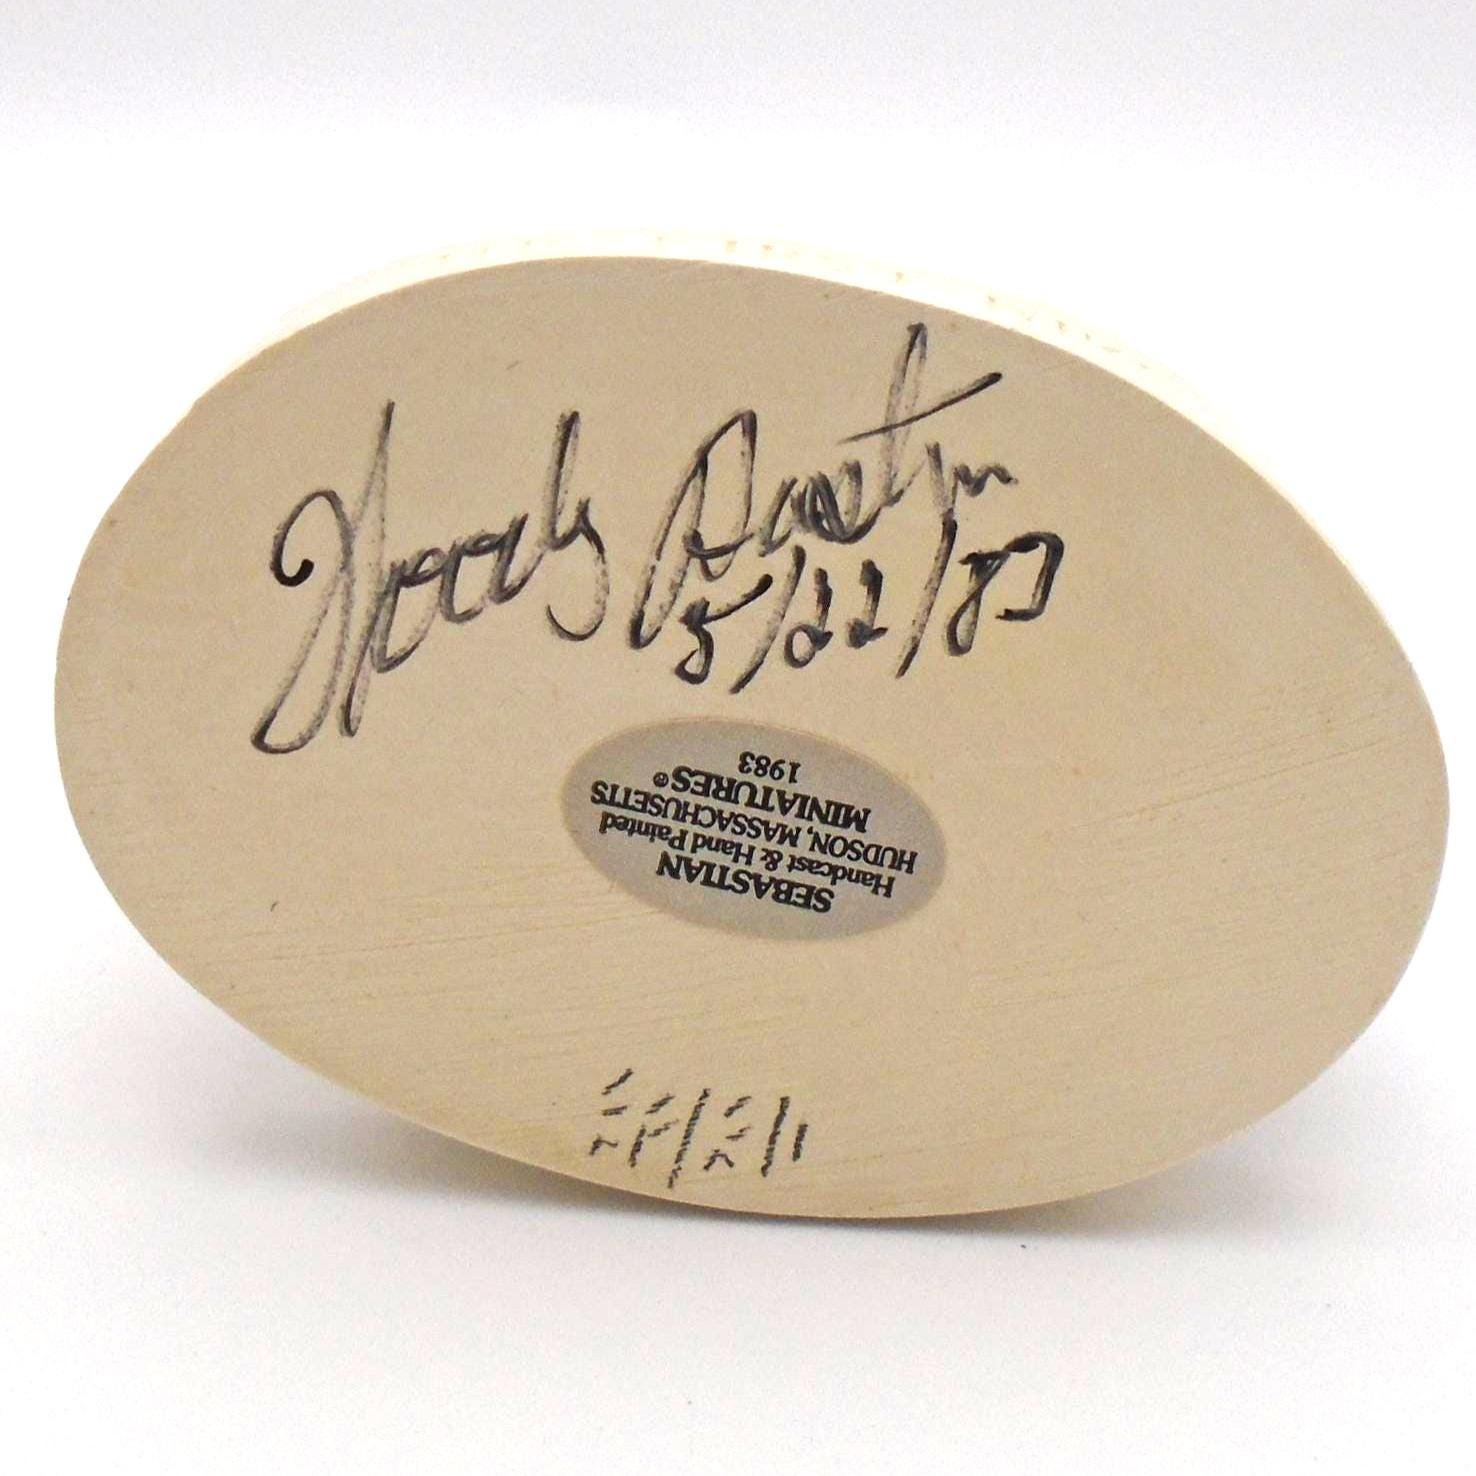 Woody Baston
5/22/83
SEBASTIAN
Handcast & Hand Painted
HUDSON, MASSACHUSETTS
MINIATURES®
1983